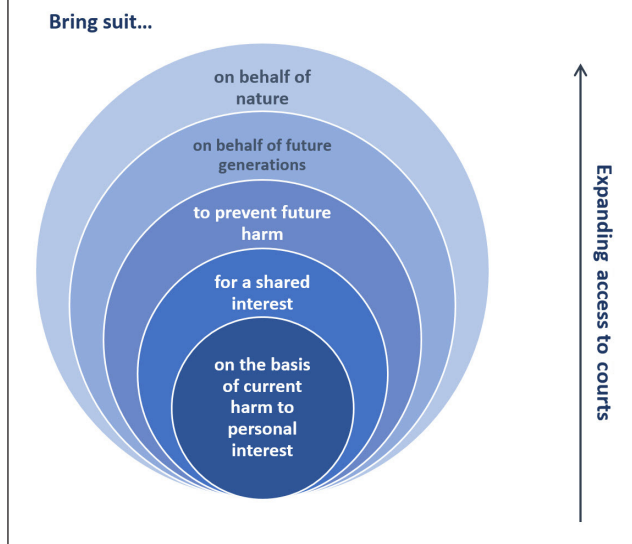 Bring suit...
on behalf of
nature
on behalf of future
generations
to prevent future
harm
for a shared
interest
on the basis
of current
harm to
personal
interest
Expanding access to courts